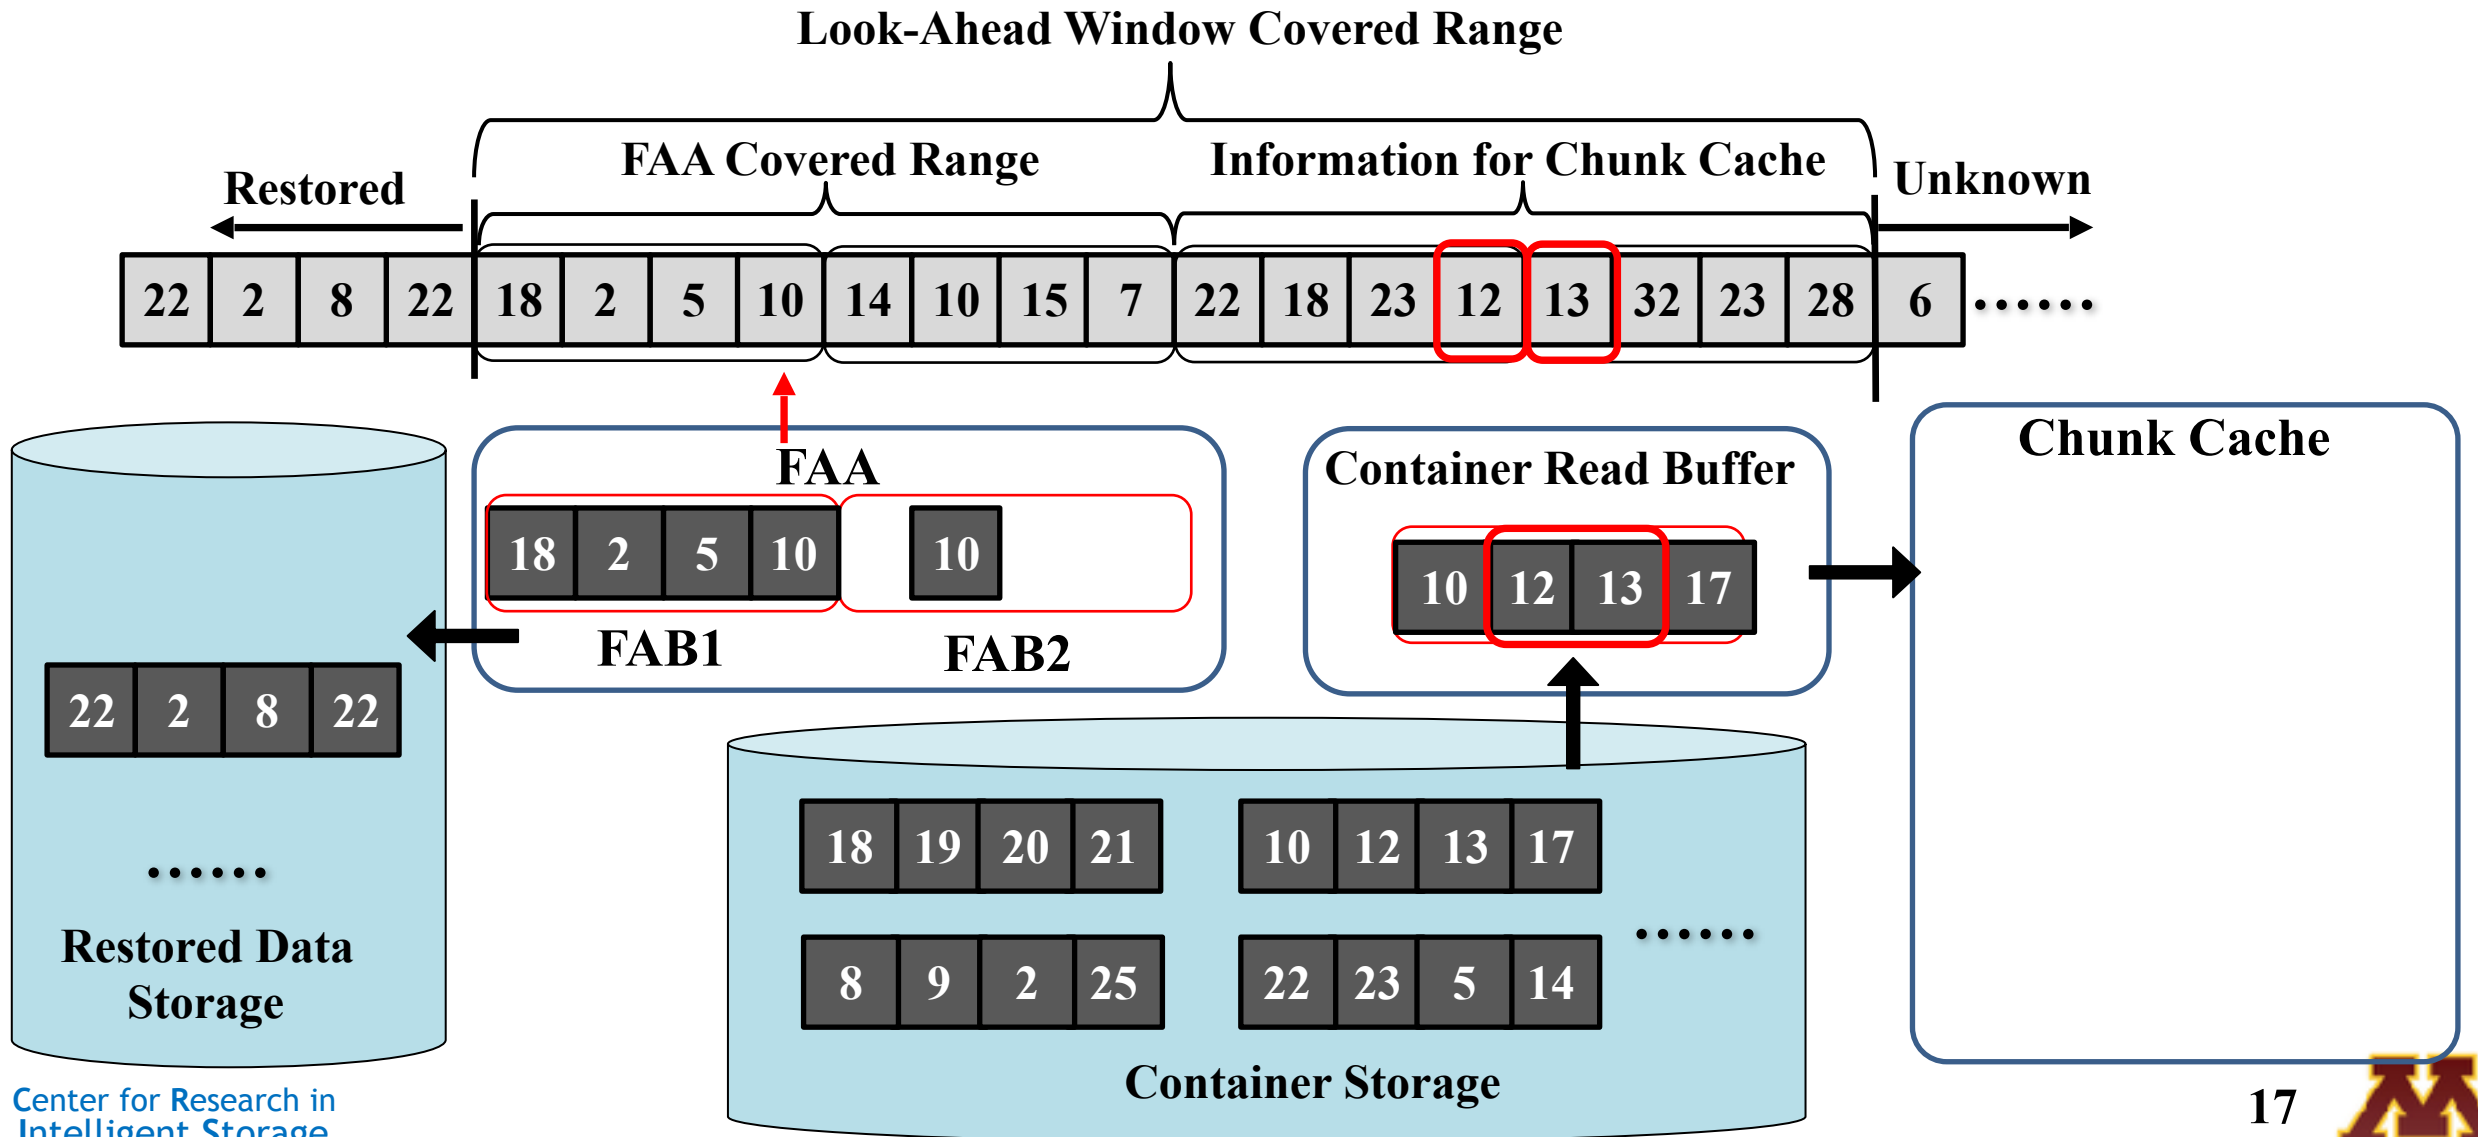 Look-Ahead Window Covered Range
FAA Covered Range
Information for Chunk Cache
Restored
Unknown
22 2 8 22 18 2 5 10 14 10 15 7 22 18 23 12 13 32 23 28 6 ......
FAA
18 2 5 10 10
FAB1 FAB2
Container Read Buffer
10 12 13 17
Chunk Cache
22 2 8 22
......
Restored Data
Storage
18 19 20 21 10 12 13 17
8 9 2 25 22 23 5 14
......
Container Storage
Center for Research in
Intelligent Storage
17